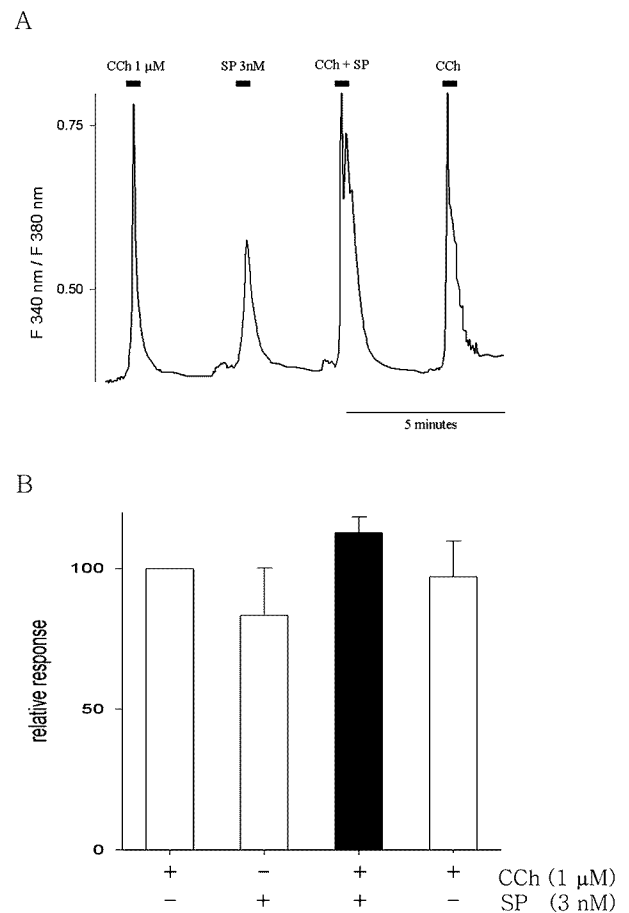 A
CCh 1 μM SP 3nM CCh + SP CCh
0.75
0.50
F 340 nm / F 380 nm
5 minutes
B
100
50
0
relative response
+ − + + CCh (1 μM)
− + + − SP (3 nM)